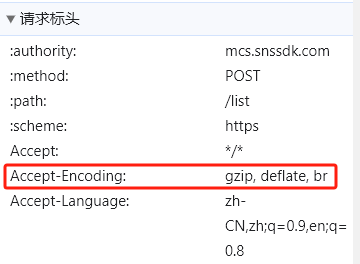 请求标头
:authority: mcs.snssdk.com
:method: POST
:path: /list
:scheme: https
Accept: */*
Accept-Encoding: gzip, deflate, br
Accept-Language: zh-
CN,zh;q=0.9,en;q=
0.8